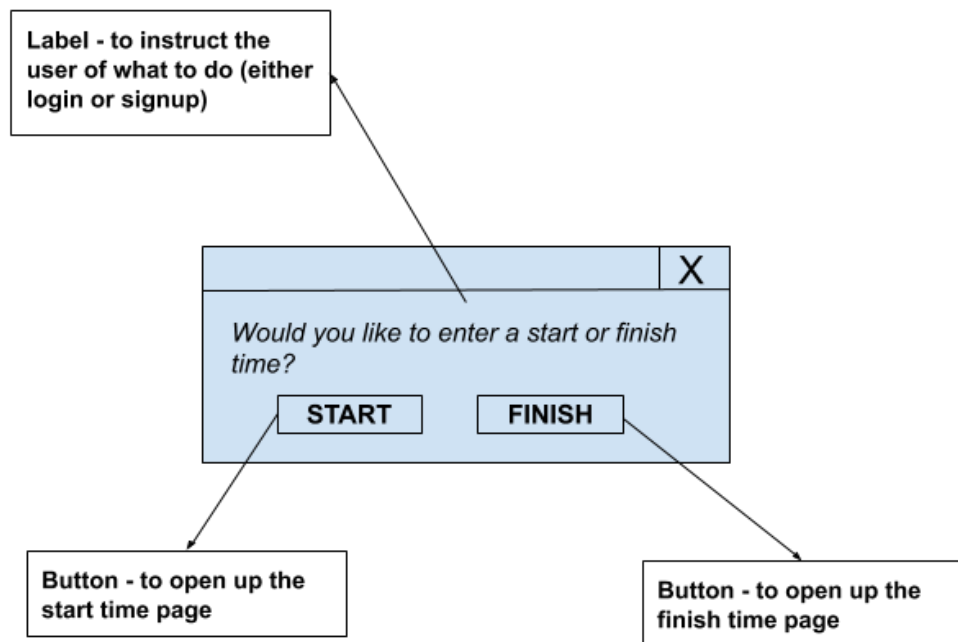 Label - to instruct the
user of what to do (either
login or signup)
X
Would you like to enter a start or finish
time?
START
FINISH
Button - to open up the
start time page
Button - to open up the
finish time page